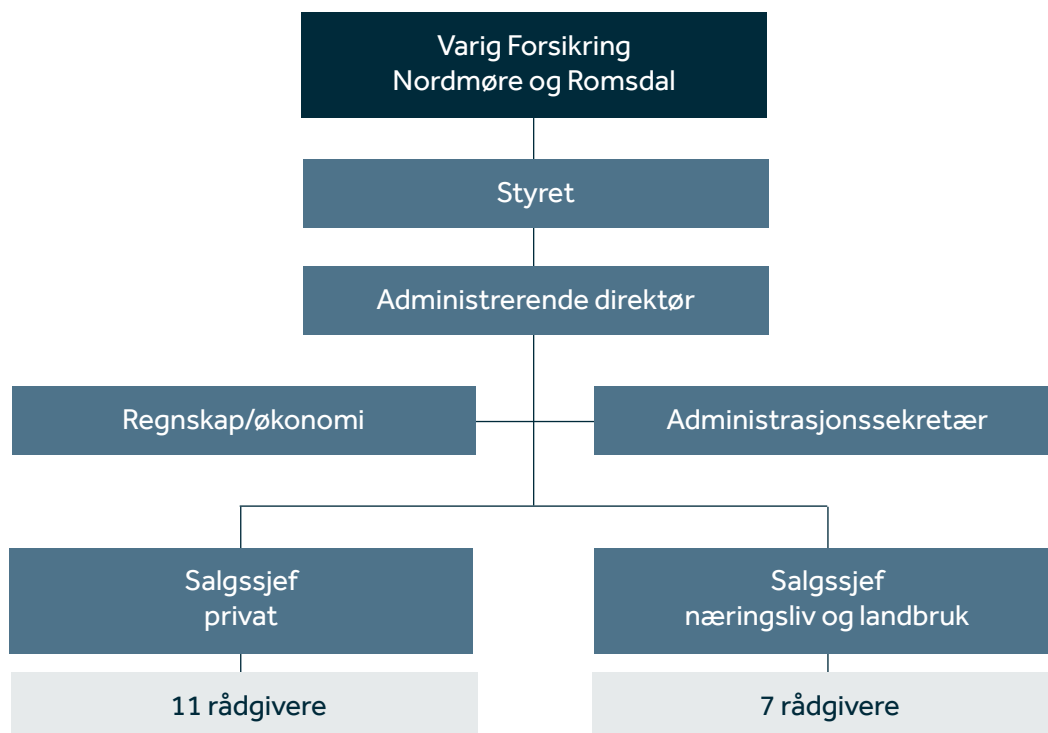 Varig Forsikring
Nordmøre og Romsdal
Styret
Administrerende direktør
Regnskap/økonomi
Administrasjonssekretær
Salgssjef
privat
Salgssjef
næringsliv og landbruk
11 rådgivere
7 rådgivere